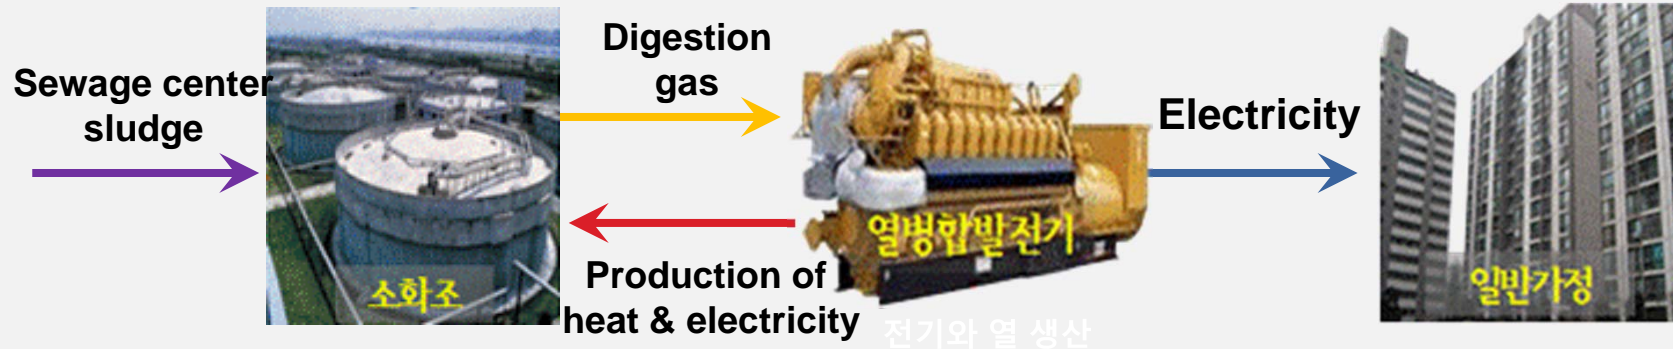 Sewage center
sludge
소화조
Digestion
gas
Production of
heat & electricity
열병합발전기
전기와 열 생산
Electricity
일반가정